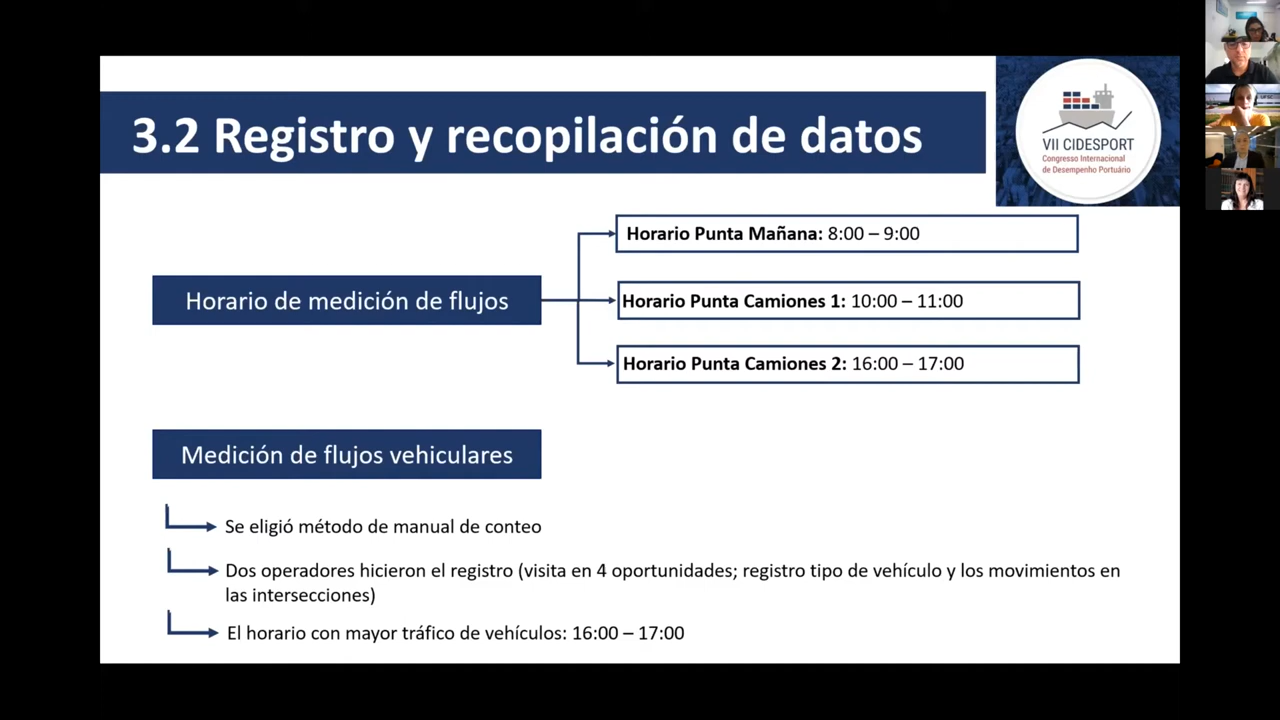 3.2 Registro y recopilación de datos
VII CIDESPORT
Congresso Internacional
de Desempenho Portuário
Horario de medición de flujos
Horario Punta Mañana: 8:00 – 9:00
Horario Punta Camiones 1: 10:00 – 11:00
Horario Punta Camiones 2: 16:00 – 17:00
Medición de flujos vehiculares
Se eligió método de manual de conteo
Dos operadores hicieron el registro (visita en 4 oportunidades; registro tipo de vehículo y los movimientos en
las intersecciones)
El horario con mayor tráfico de vehículos: 16:00 – 17:00